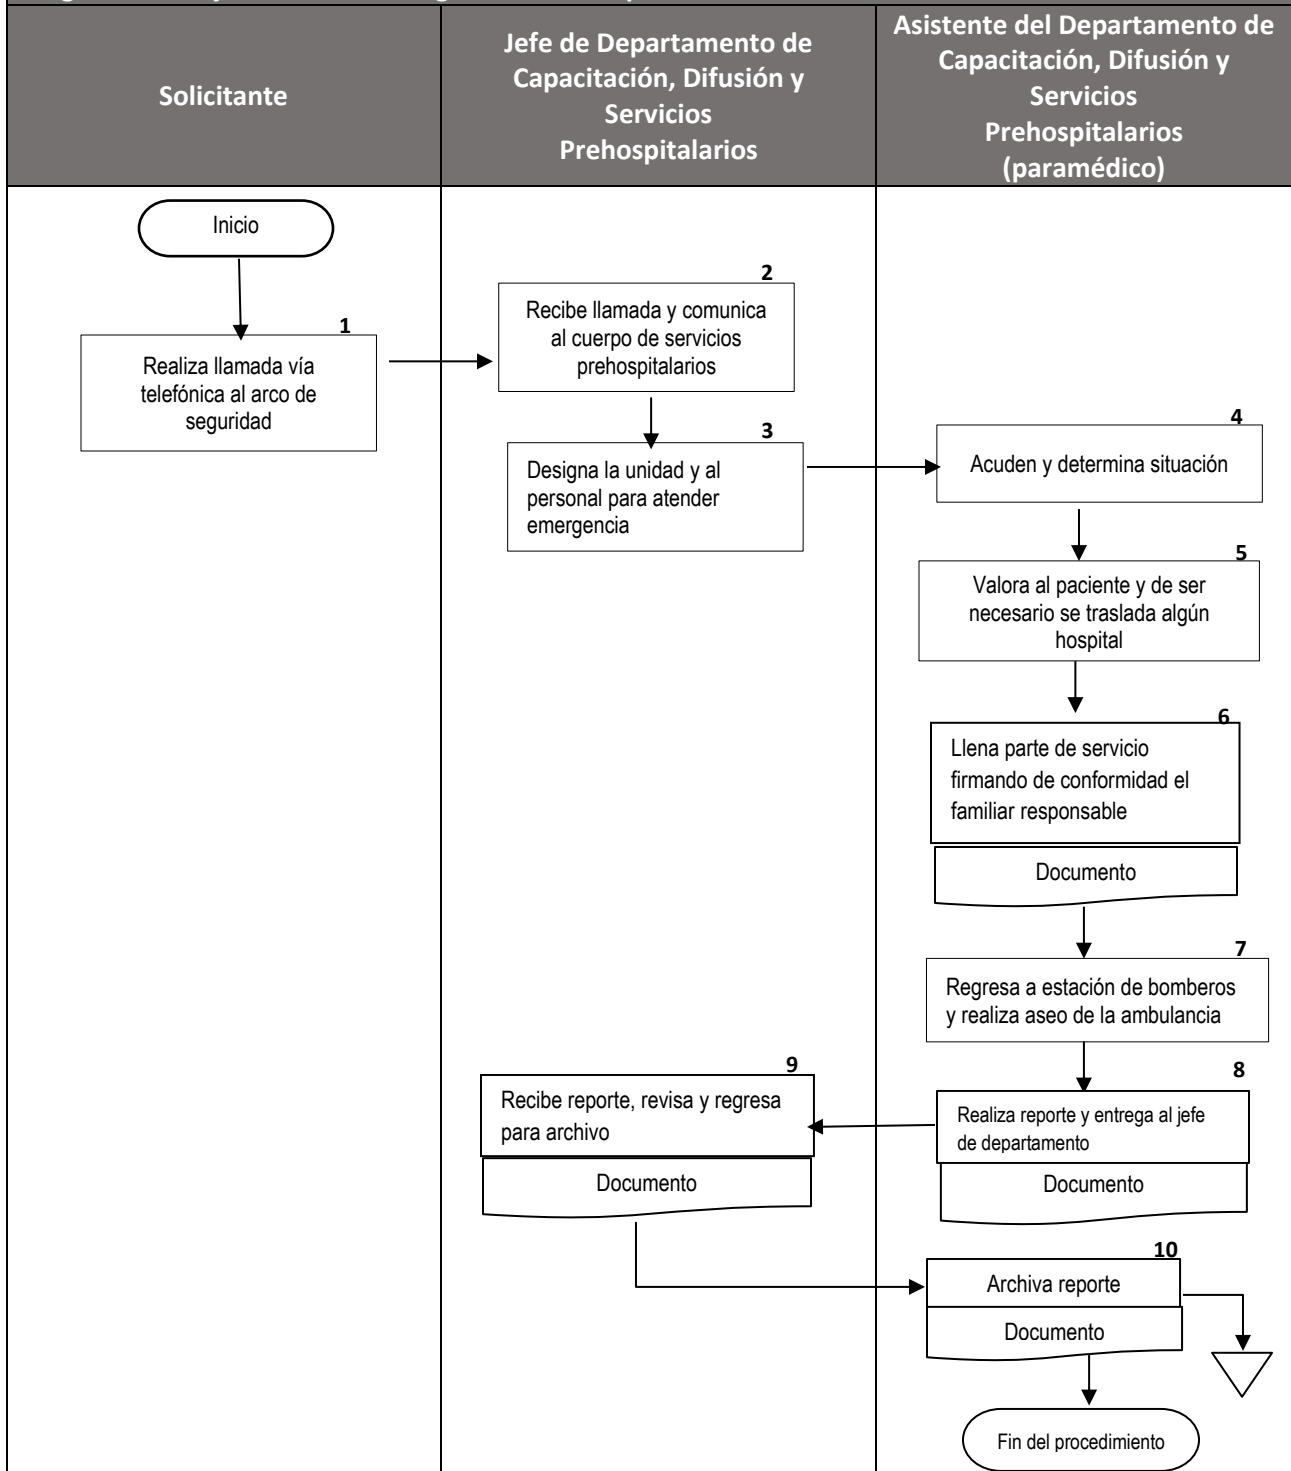 Solicitante
Jefe de Departamento de
Capacitación, Difusión y
Servicios
Prehospitalarios
Asistente del Departamento de
Capacitación, Difusión y
Servicios
Prehospitalarios
(paramédico)
Inicio
1
Realiza llamada vía
telefónica al arco de
seguridad
2
Recibe llamada y comunica
al cuerpo de servicios
prehospitalarios
3
Designa la unidad y al
personal para atender
emergencia
4
Acuden y determina situación
5
Valora al paciente y de ser
necesario se traslada algún
hospital
6
Llena parte de servicio
firmando de conformidad el
familiar responsable
Documento
7
Regresa a estación de bomberos
y realiza aseo de la ambulancia
8
Realiza reporte y entrega al jefe
de departamento
Documento
9
Recibe reporte, revisa y regresa
para archivo
Documento
10
Archiva reporte
Documento
Fin del procedimiento